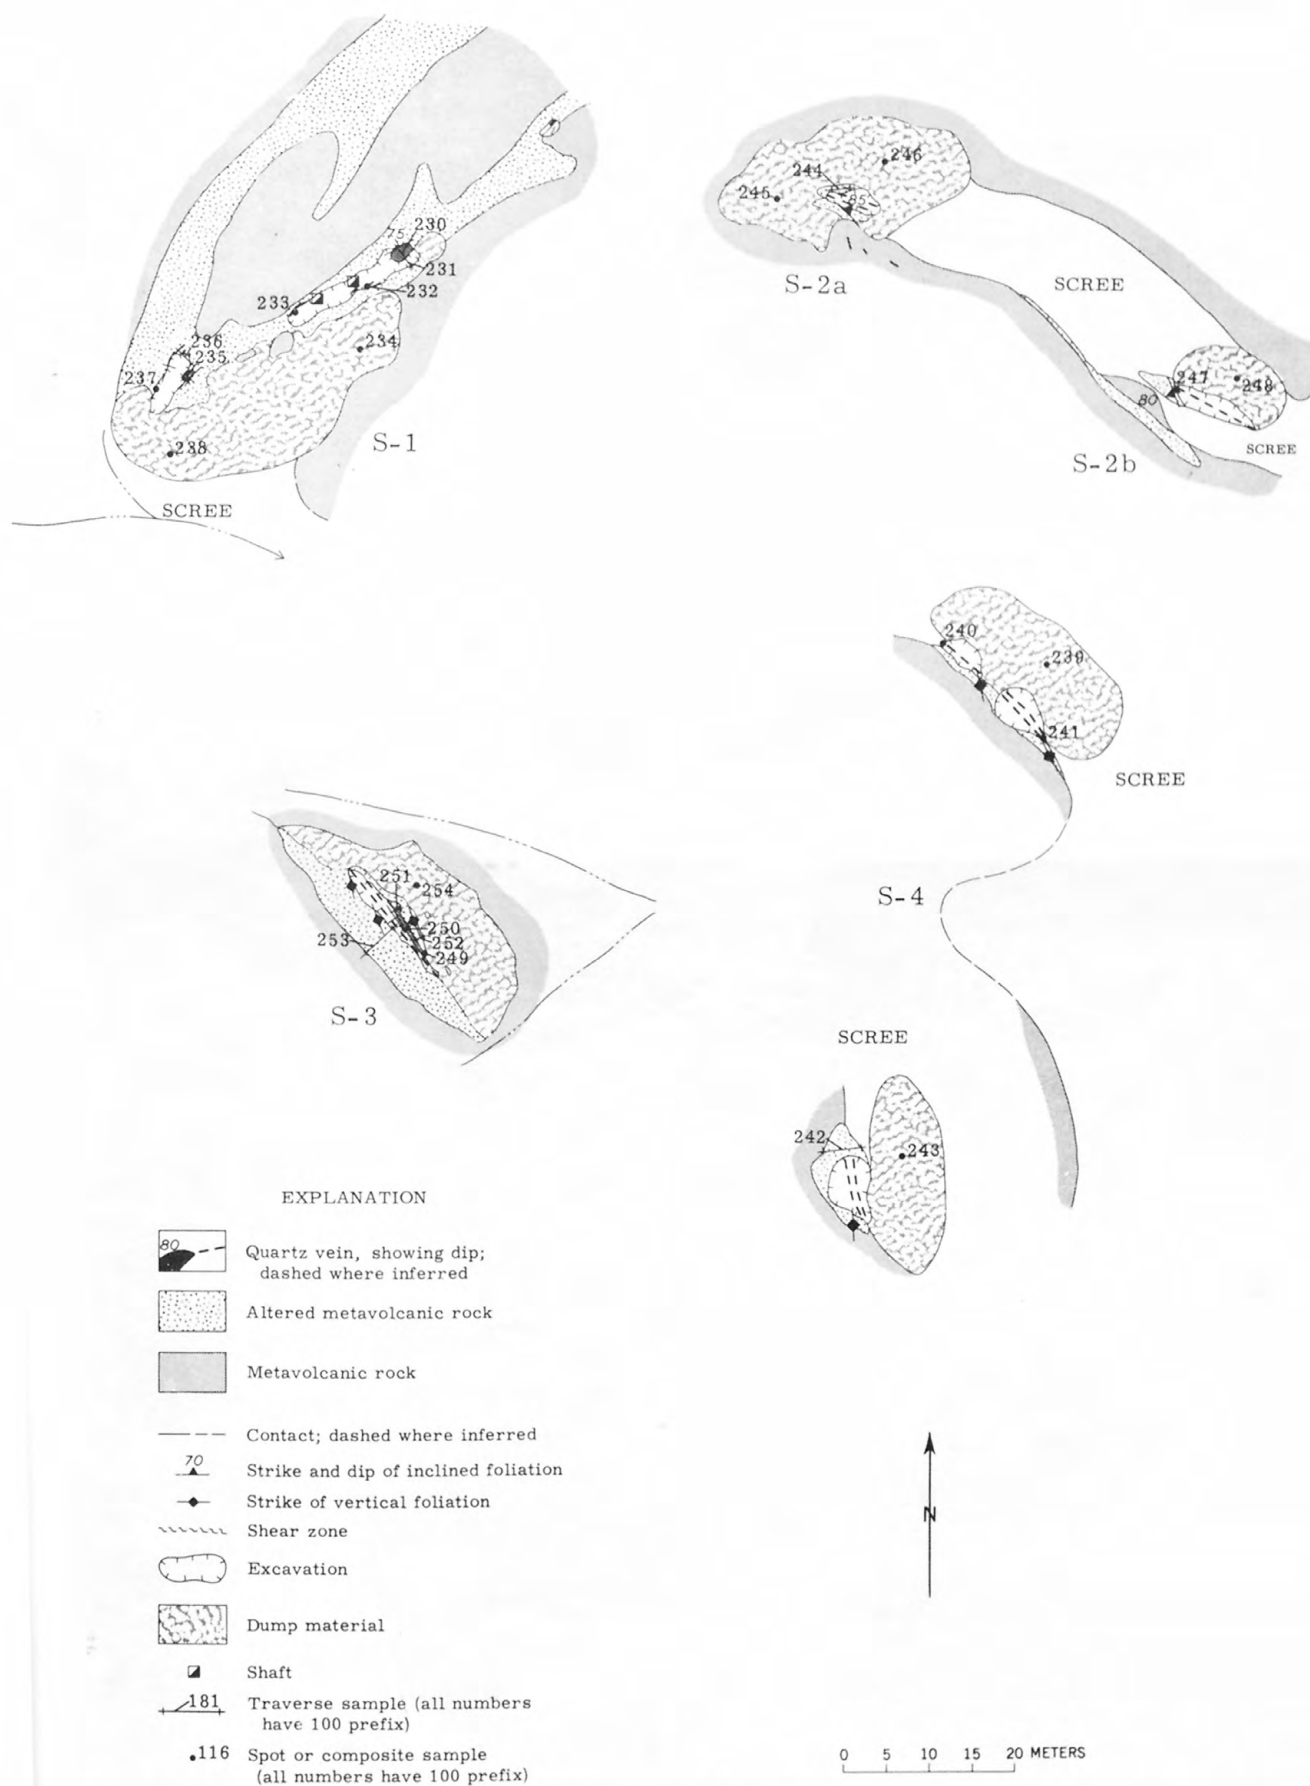 246
244
245
85
S-2a
SCREE
75
230
231
232
233
234
236
235
237
238
S-1
SCREE
247
248
80
SCREE
S-2b
240
239
241
SCREE
S-4
251
254
250
252
253
249
S-3
SCREE
242
243
EXPLANATION
80
Quartz vein, showing dip;
dashed where inferred
Altered metavolcanic rock
Metavolcanic rock
Contact; dashed where inferred
70
Strike and dip of inclined foliation
Strike of vertical foliation
Shear zone
Excavation
Dump material
Shaft
181 Traverse sample (all numbers
have 100 prefix)
.116 Spot or composite sample
(all numbers have 100 prefix)
N
0 5 10 15 20 METERS